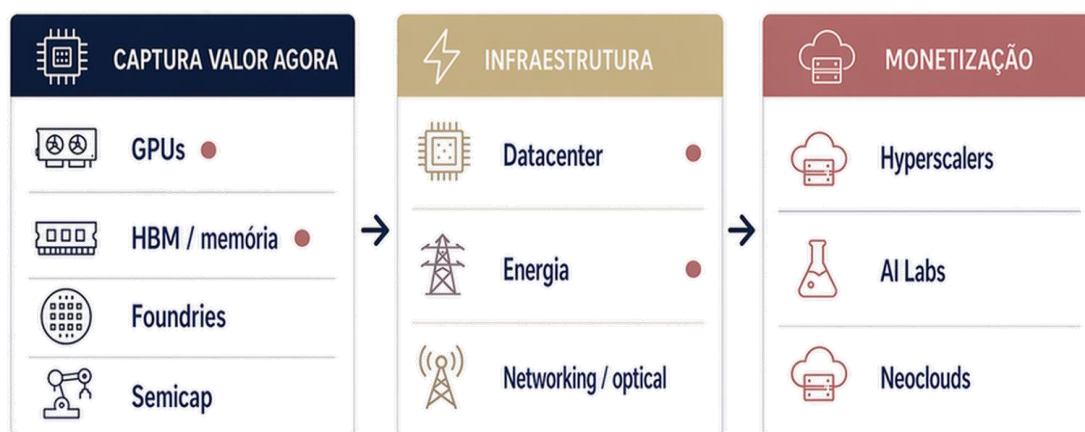 CAPTURA VALOR AGORA
GPUs
HBM / memória
Foundries
Semicap
INFRAESTRUTURA
Datacenter
Energia
Networking / optical
MONETIZAÇÃO
Hyperscalers
AI Labs
Neoclouds